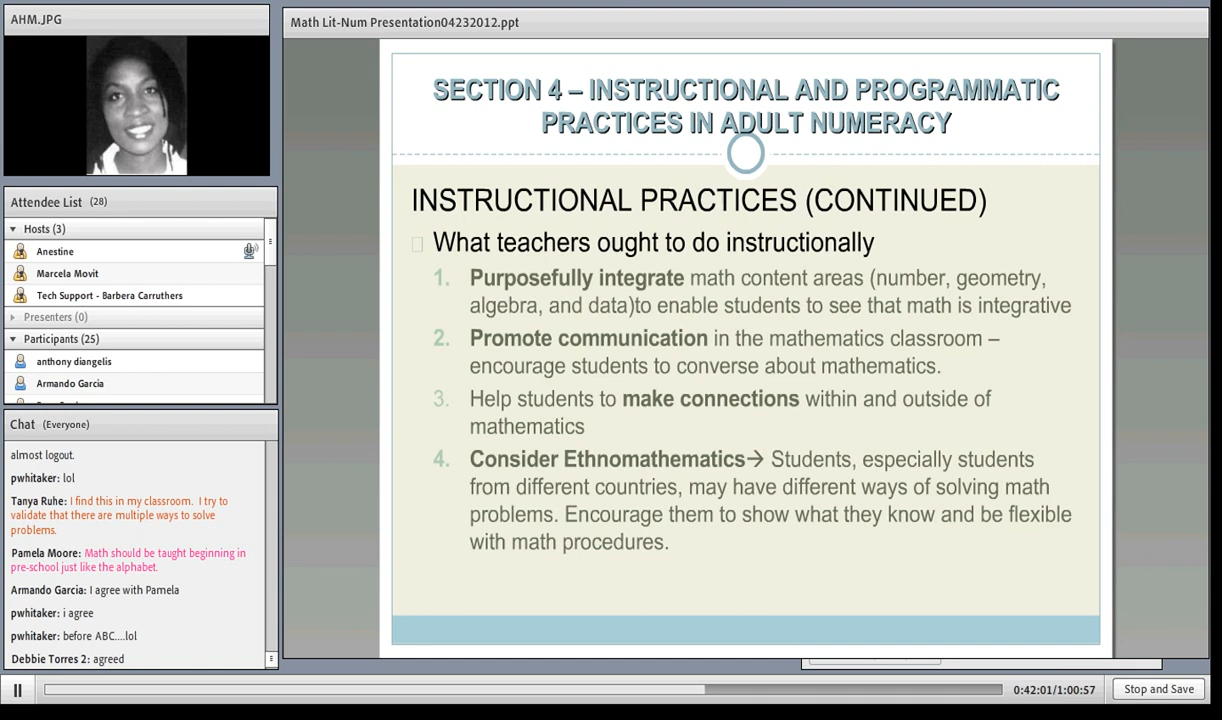 AHM.JPG
Attendee List (28)
Hosts (3)
Anestine
Marcela Movit
Tech Support - Barbera Carruthers
Presenters (0)
Participants (25)
anthony diangelis
Armando Garcia
Chat (Everyone)
almost logout.
pwhitaker: lol
Tanya Ruhe: I find this in my classroom. I try to
validate that there are multiple ways to solve
problems.
Pamela Moore: Math should be taught beginning in
pre-school just like the alphabet.
Armando Garcia: I agree with Pamela
pwhitaker: i agree
pwhitaker: before ABC....lol
Debbie Torres 2: agreed
Math Lit-Num Presentation04232012.ppt
SECTION 4 – INSTRUCTIONAL AND PROGRAMMATIC
PRACTICES IN ADULT NUMERACY
INSTRUCTIONAL PRACTICES (CONTINUED)
What teachers ought to do instructionally
1. Purposefully integrate math content areas (number, geometry,
algebra, and data)to enable students to see that math is integrative
2. Promote communication in the mathematics classroom –
encourage students to converse about mathematics.
3. Help students to make connections within and outside of
mathematics
4. Consider Ethnomathematics→ Students, especially students
from different countries, may have different ways of solving math
problems. Encourage them to show what they know and be flexible
with math procedures.
0:42:01/1:00:57
Stop and Save